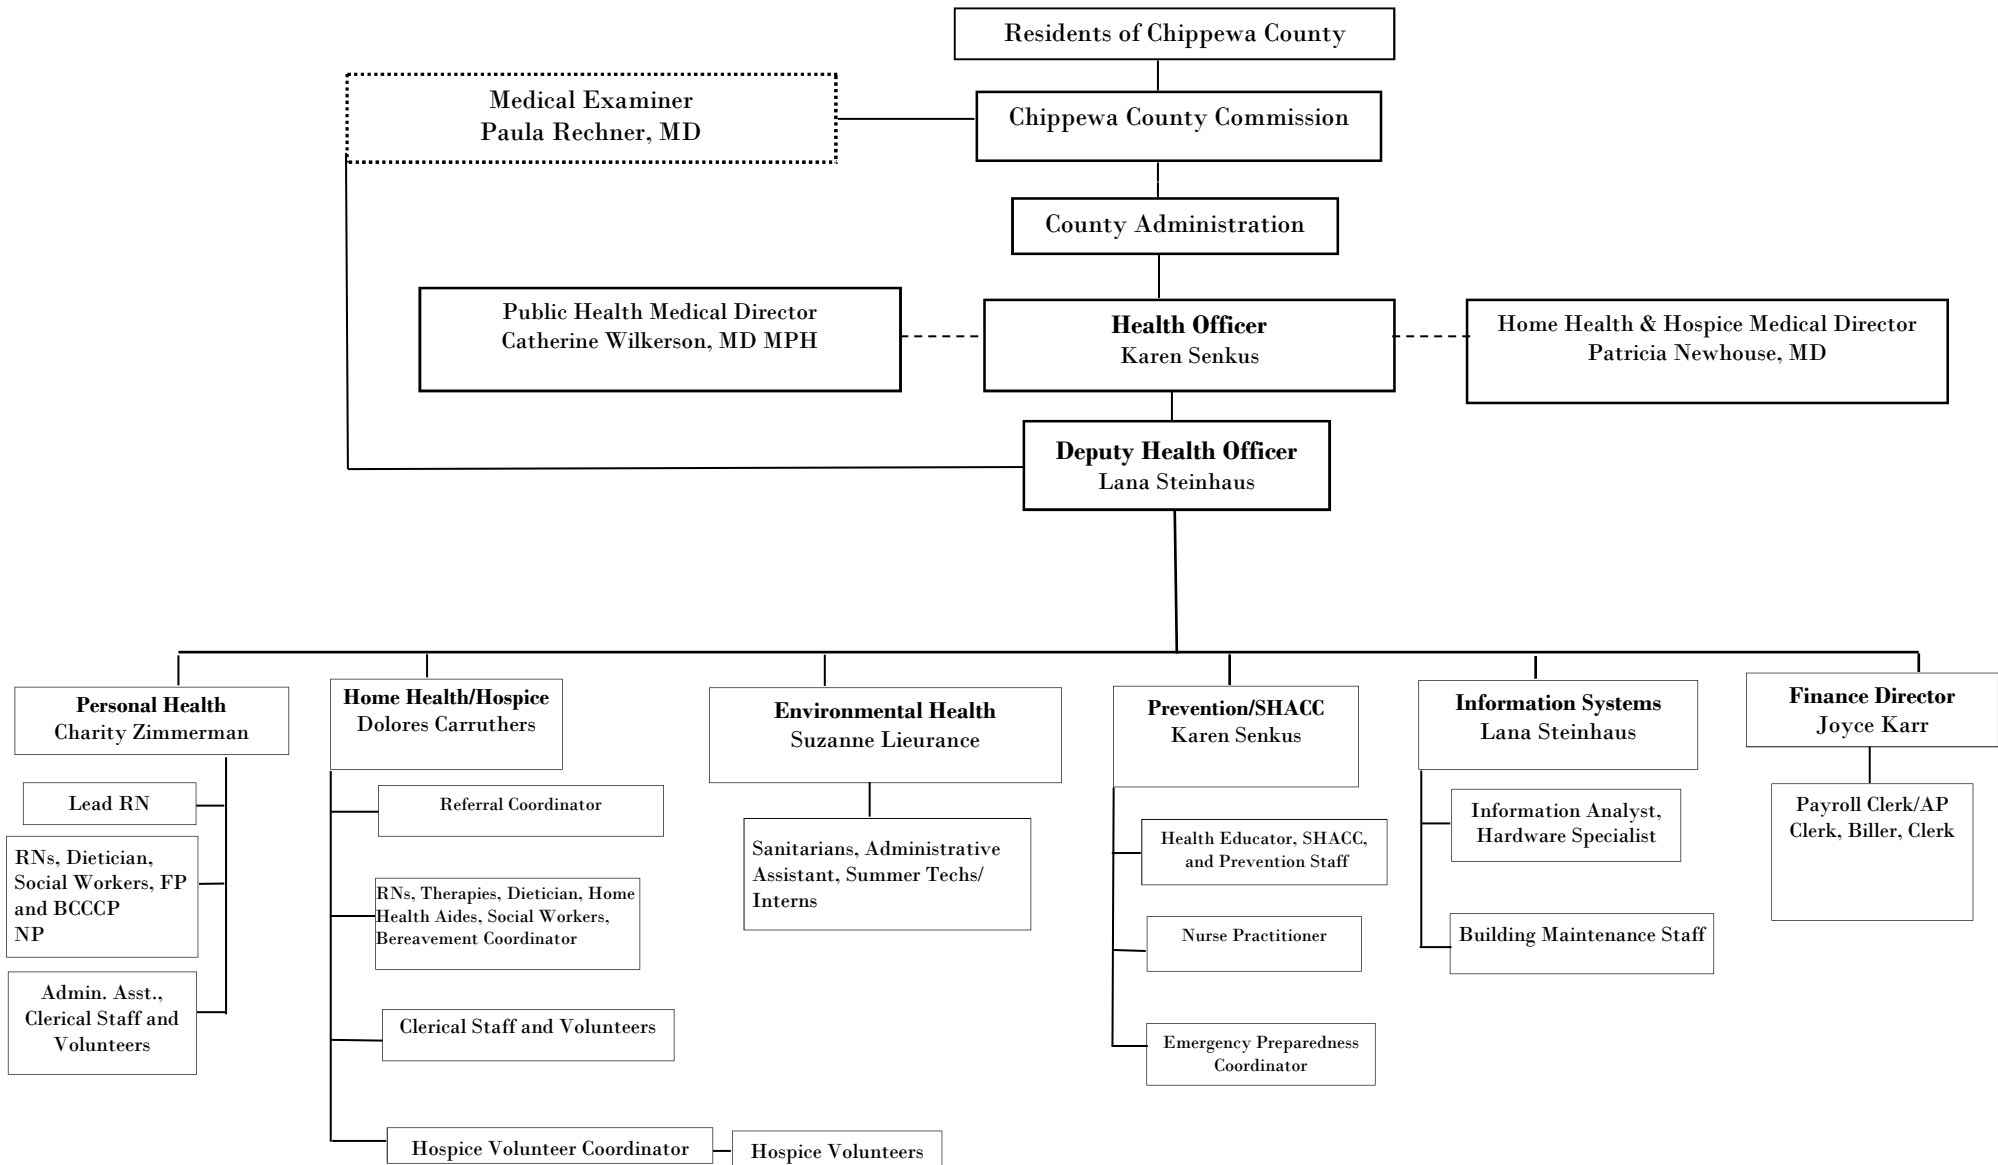 Residents of Chippewa County
Medical Examiner
Paula Rechner, MD
Chippewa County Commission
County Administration
Public Health Medical Director
Catherine Wilkerson, MD MPH
Health Officer
Karen Senkus
Home Health & Hospice Medical Director
Patricia Newhouse, MD
Deputy Health Officer
Lana Steinhaus
Personal Health
Charity Zimmerman
Lead RN
RNs, Dietician,
Social Workers, FP
and BCCCP
NP
Admin. Asst.,
Clerical Staff and
Volunteers
Home Health/Hospice
Dolores Carruthers
Referral Coordinator
RNs, Therapies, Dietician, Home
Health Aides, Social Workers,
Bereavement Coordinator
Clerical Staff and Volunteers
Hospice Volunteer Coordinator
Hospice Volunteers
Environmental Health
Suzanne Lieurance
Sanitarians, Administrative
Assistant, Summer Techs/
Interns
Prevention/SHACC
Karen Senkus
Health Educator, SHACC,
and Prevention Staff
Nurse Practitioner
Emergency Preparedness
Coordinator
Information Systems
Lana Steinhaus
Information Analyst,
Hardware Specialist
Building Maintenance Staff
Finance Director
Joyce Karr
Payroll Clerk/AP
Clerk, Biller, Clerk